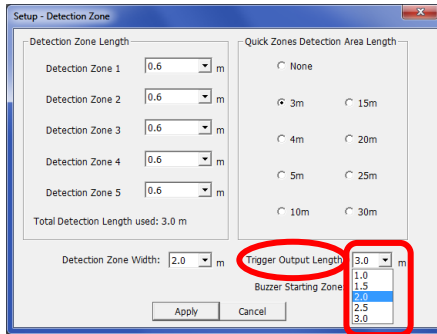 Setup - Detection Zone
Detection Zone Length
Detection Zone 1 0.6 m
Detection Zone 2 0.6 m
Detection Zone 3 0.6 m
Detection Zone 4 0.6 m
Detection Zone 5 0.6 m
Total Detection Length used: 3.0 m
Quick Zones Detection Area Length
None
3m 15m
4m 20m
5m 25m
10m 30m
Detection Zone Width: 2.0 m Trigger Output Length 3.0 m
1.0
1.5
2.0
2.5
3.0
Buzzer Starting Zone
Apply Cancel